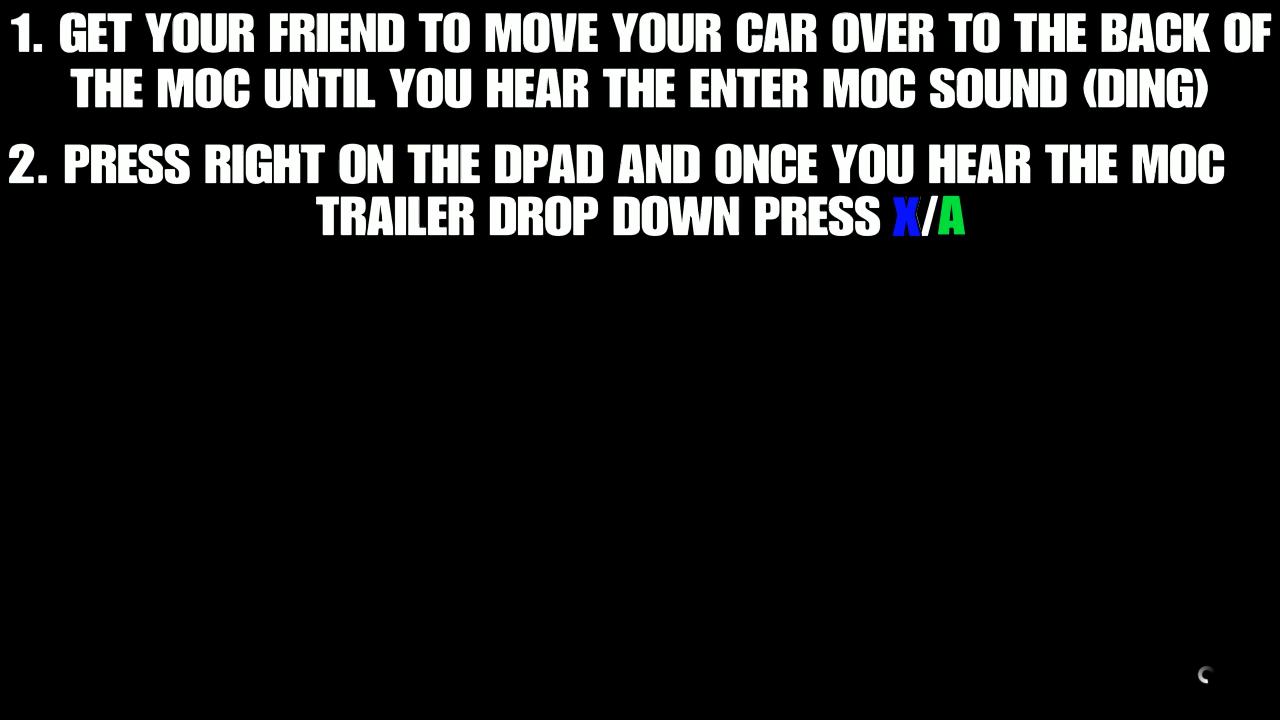 1. GET YOUR FRIEND TO MOVE YOUR CAR OVER TO THE BACK OF
THE MOC UNTIL YOU HEAR THE ENTER MOC SOUND (DING)
2. PRESS RIGHT ON THE DPAD AND ONCE YOU HEAR THE MOC
TRAILER DROP DOWN PRESS X/A